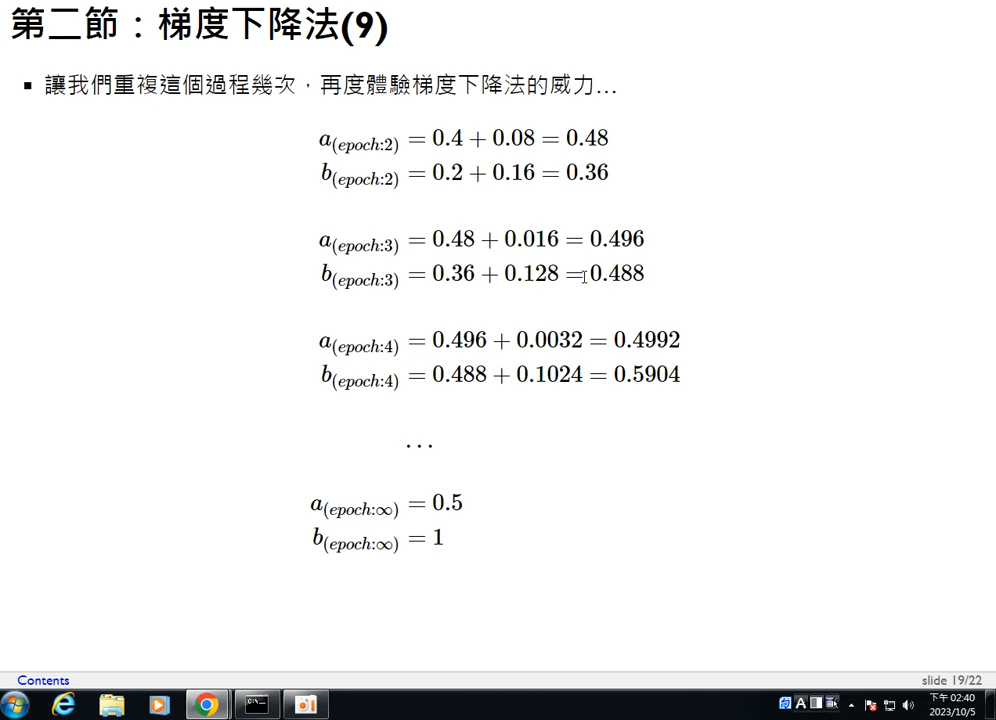 第二節：梯度下降法(9)
▪ 讓我們重複這個過程幾次，再度體驗梯度下降法的威力…
a(epoch:2) = 0.4 + 0.08 = 0.48
b(epoch:2) = 0.2 + 0.16 = 0.36
a(epoch:3) = 0.48 + 0.016 = 0.496
b(epoch:3) = 0.36 + 0.128 = 0.488
a(epoch:4) = 0.496 + 0.0032 = 0.4992
b(epoch:4) = 0.488 + 0.1024 = 0.5904
…
a(epoch:∞) = 0.5
b(epoch:∞) = 1
Contents
slide 19/22
A
下午 02:40
2023/10/5